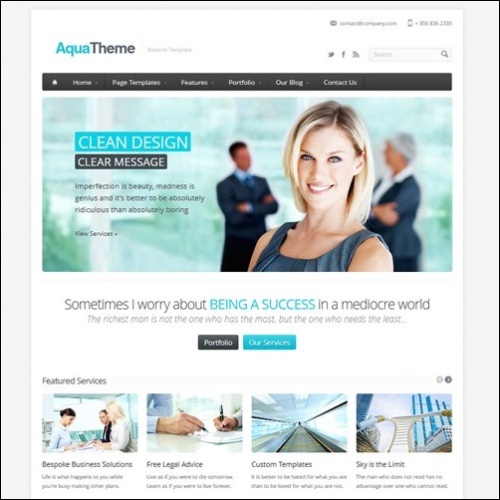 contact@company.com
+ 356 836 2330
AquaTheme
Website Template
Search
Home
Page Templates
Features
Portfolio
Our Blog
Contact Us
CLEAN DESIGN
CLEAR MESSAGE
Imperfection is beauty, madness is
genius and it's better to be absolutely
ridiculous than absolutely boring
View Services »
Sometimes I worry about BEING A SUCCESS in a mediocre world
The richest man is not the one who has the most, but the one who needs the least...
Portfolio
Our Services
Featured Services
Bespoke Business Solutions
Life is what happens to you while
you're busy making other plans.
Free Legal Advice
Live as if you were to die tomorrow.
Learn as if you were to live forever.
Custom Templates
It is better to be hated for what you are
than to be loved for what you are not.
Sky is the Limit
The man who does not read has no
advantage over one who cannot read.